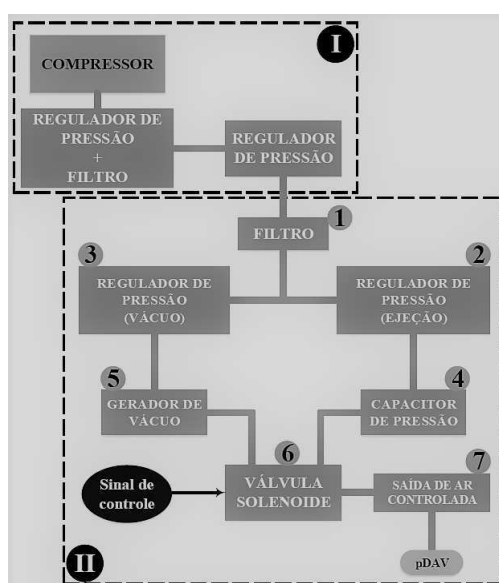 I
COMPRESSOR
REGULADOR DE
PRESSÃO
+
FILTRO
REGULADOR
DE PRESSÃO
1
FILTRO
3
REGULADOR DE
PRESSÃO
(VÁCUO)
2
REGULADOR DE
PRESSÃO
(EJEÇÃO)
5
GERADOR DE
VÁCUO
4
CAPACITOR
DE PRESSÃO
6
VÁLVULA
SOLENOIDE
Sinal de
controle
7
SAÍDA DE AR
CONTROLADA
II
pDAV